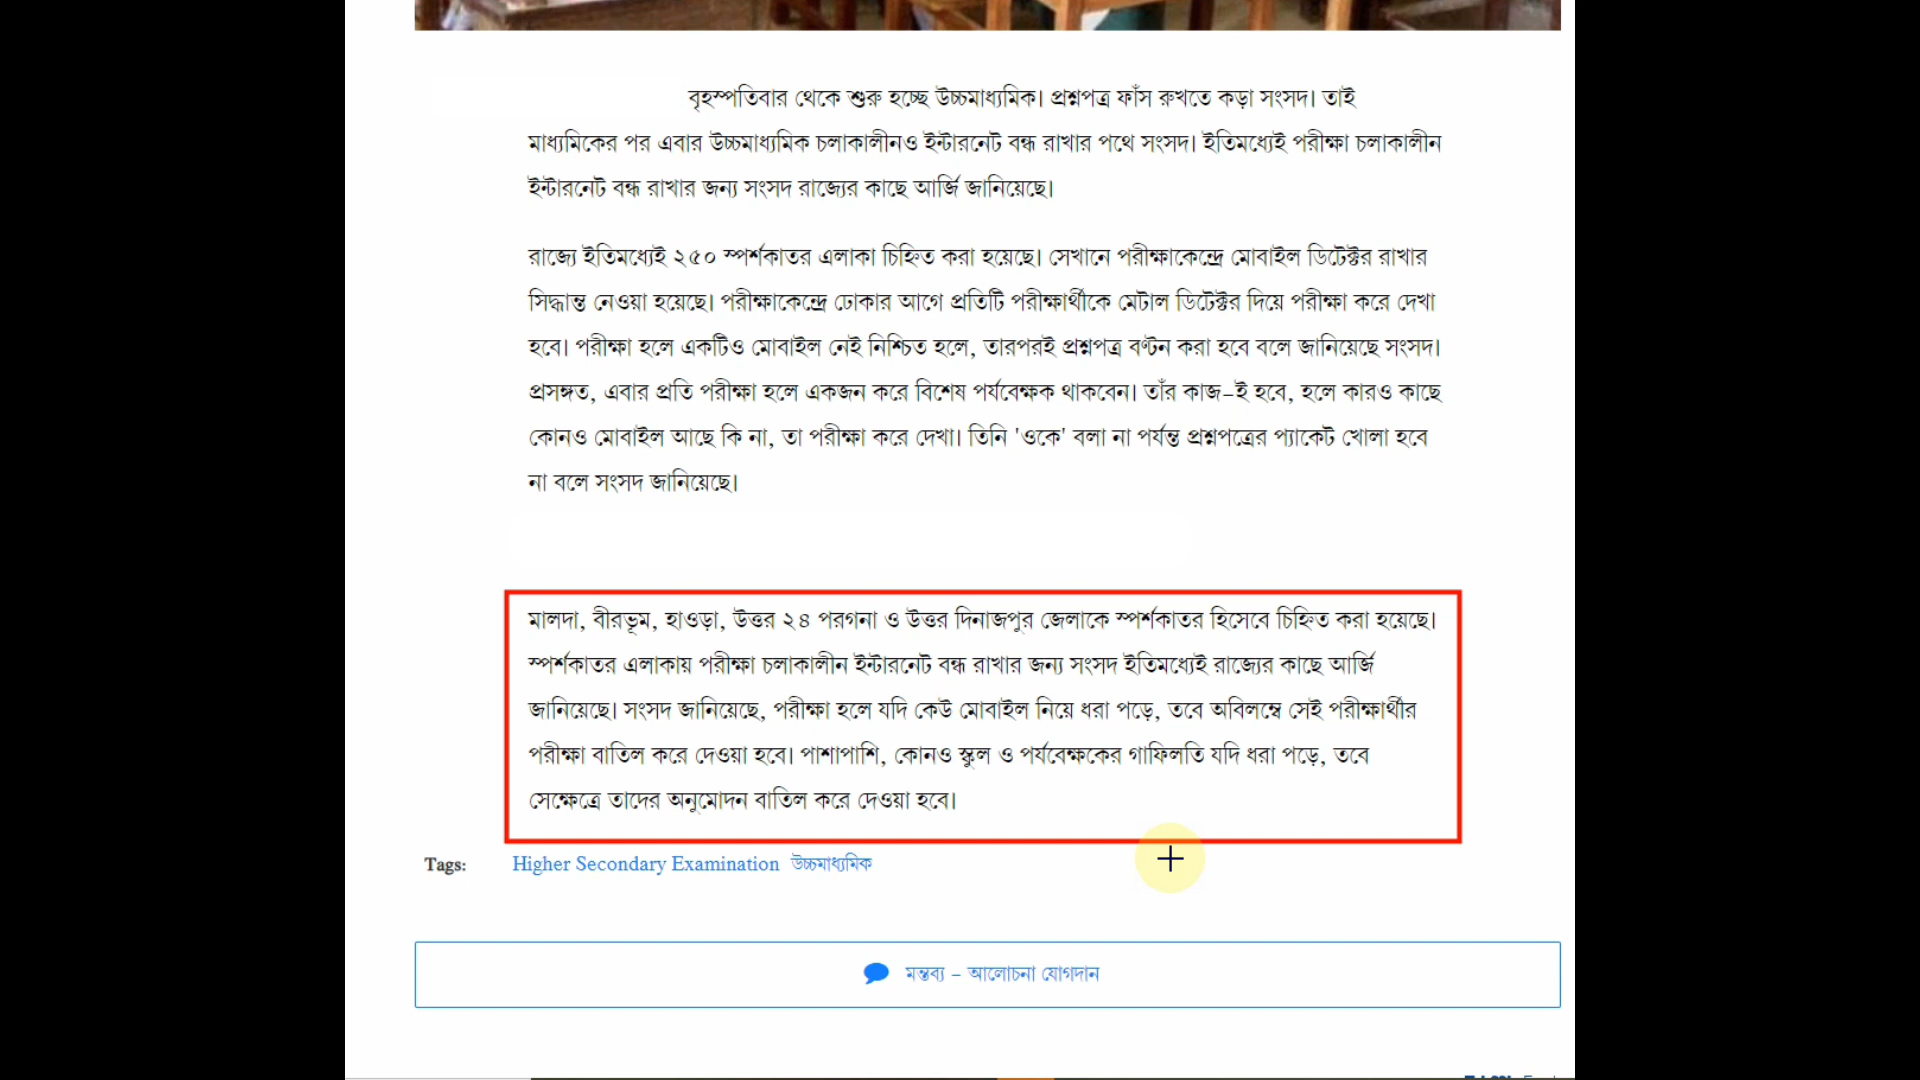 বৃহস্পতিবার থেকে শুরু হচ্ছে উচ্চমাধ্যমিক। প্রশ্নপত্র ফাঁস রুখতে কড়া সংসদ। তাই
মাধ্যমিকের পর এবার উচ্চমাধ্যমিক চলাকালীনও ইন্টারনেট বন্ধ রাখার পথে সংসদ। ইতিমধ্যেই পরীক্ষা চলাকালীন
ইন্টারনেট বন্ধ রাখার জন্য সংসদ রাজ্যের কাছে আর্জি জানিয়েছে।
রাজ্যে ইতিমধ্যেই ২৫০ স্পর্শকাতর এলাকা চিহ্নিত করা হয়েছে। সেখানে পরীক্ষাকেন্দ্রে মোবাইল ডিটেক্টর রাখার
সিদ্ধান্ত নেওয়া হয়েছে। পরীক্ষাকেন্দ্রে ঢোকার আগে প্রতিটি পরীক্ষার্থীকে মেটাল ডিটেক্টর দিয়ে পরীক্ষা করে দেখা
হবে। পরীক্ষা হলে একটিও মোবাইল নেই নিশ্চিত হলে, তারপরই প্রশ্নপত্র বণ্টন করা হবে বলে জানিয়েছে সংসদ।
প্রসঙ্গত, এবার প্রতি পরীক্ষা হলে একজন করে বিশেষ পর্যবেক্ষক থাকবেন। তাঁর কাজ-ই হবে, হলে কারও কাছে
কোনও মোবাইল আছে কি না, তা পরীক্ষা করে দেখা। তিনি 'ওকে' বলা না পর্যন্ত প্রশ্নপত্রের প্যাকেট খোলা হবে
না বলে সংসদ জানিয়েছে।
মালদা, বীরভূম, হাওড়া, উত্তর ২৪ পরগনা ও উত্তর দিনাজপুর জেলাকে স্পর্শকাতর হিসেবে চিহ্নিত করা হয়েছে।
স্পর্শকাতর এলাকায় পরীক্ষা চলাকালীন ইন্টারনেট বন্ধ রাখার জন্য সংসদ ইতিমধ্যেই রাজ্যের কাছে আর্জি
জানিয়েছে। সংসদ জানিয়েছে, পরীক্ষা হলে যদি কেউ মোবাইল নিয়ে ধরা পড়ে, তবে অবিলম্বে সেই পরীক্ষার্থীর
পরীক্ষা বাতিল করে দেওয়া হবে। পাশাপাশি, কোনও স্কুল ও পর্যবেক্ষকের গাফিলতি যদি ধরা পড়ে, তবে
সেক্ষেত্রে তাদের অনুমোদন বাতিল করে দেওয়া হবে।
Tags: Higher Secondary Examination উচ্চমাধ্যমিক
মন্তব্য - আলোচনা যোগদান